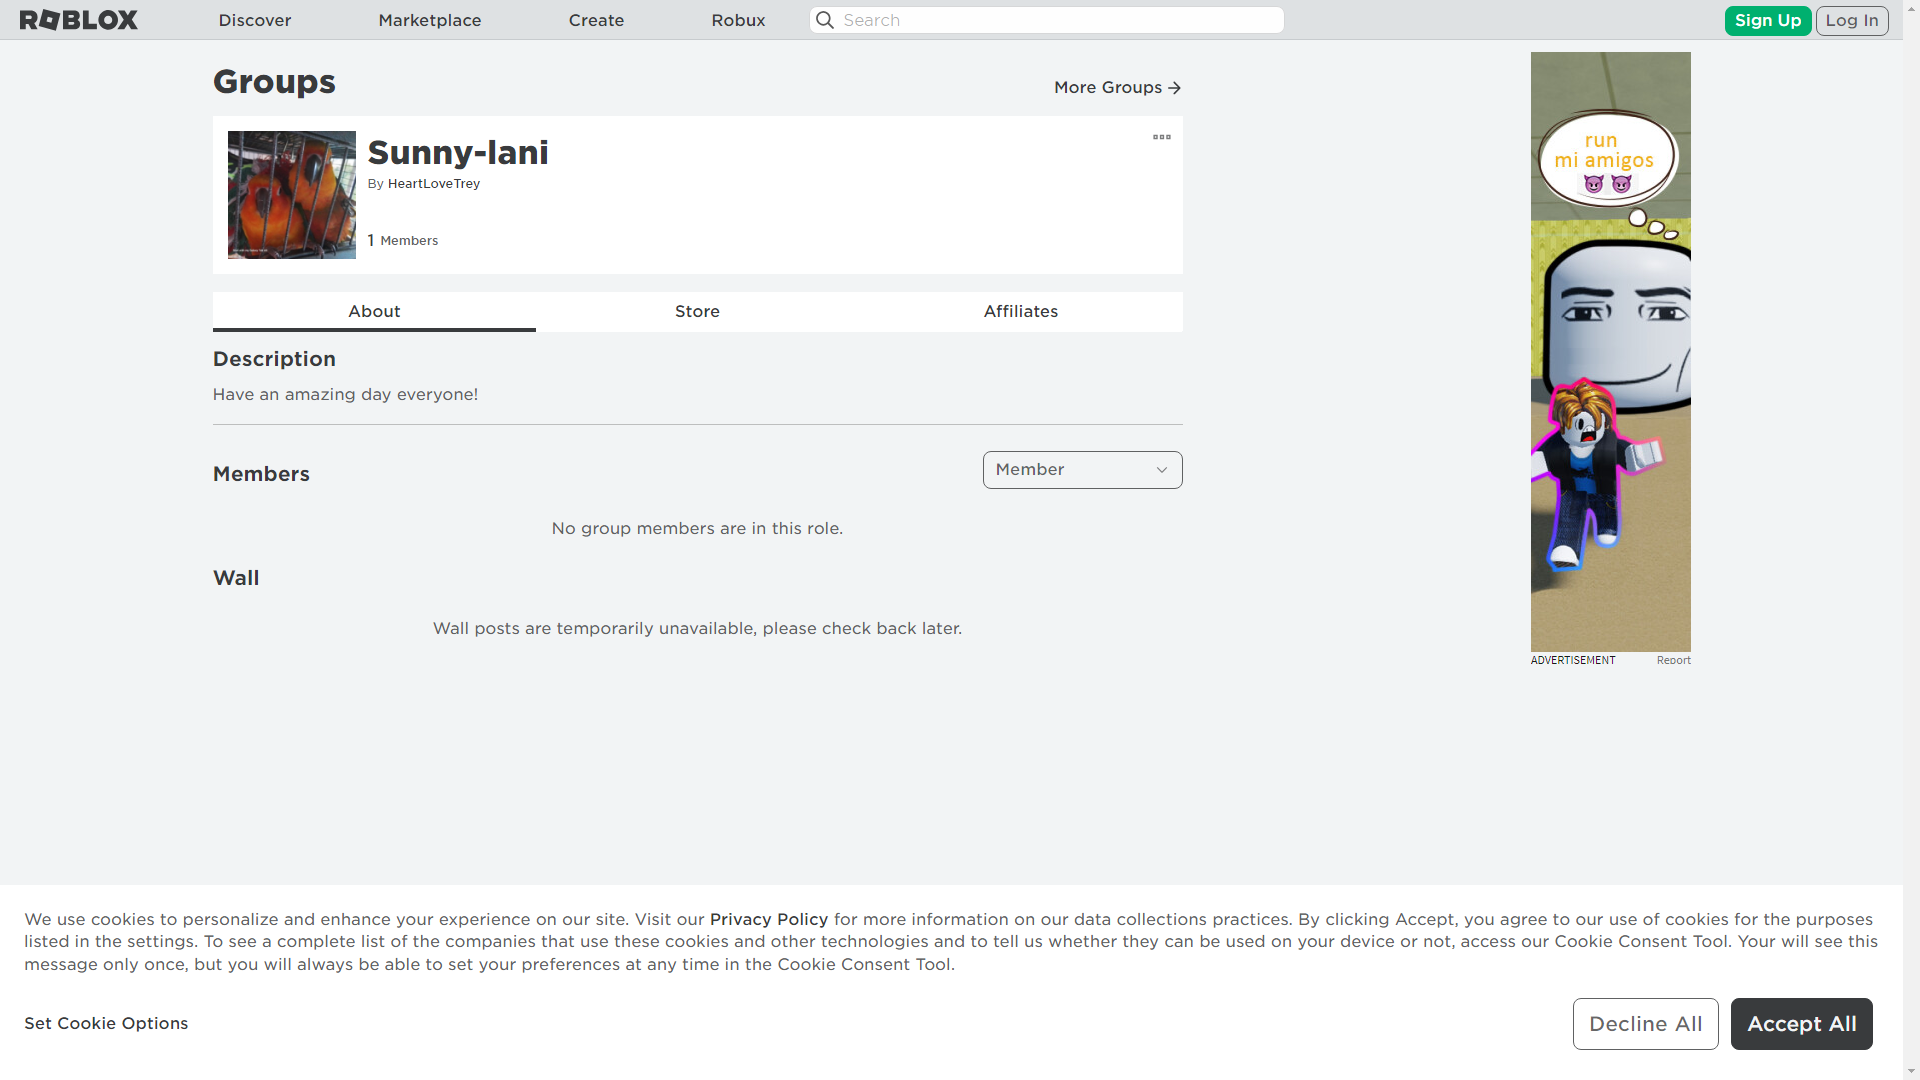 ROBLOX
Discover
Marketplace
Create
Robux
Search
Sign Up
Log In
Groups
More Groups
Sunny-lani
By HeartLoveTrey
1 Members
About
Store
Affiliates
Description
Have an amazing day everyone!
Members
Member
No group members are in this role.
Wall
Wall posts are temporarily unavailable, please check back later.
run
mi amigos
ADVERTISEMENT
Report
We use cookies to personalize and enhance your experience on our site. Visit our Privacy Policy for more information on our data collections practices. By clicking Accept, you agree to our use of cookies for the purposes
listed in the settings. To see a complete list of the companies that use these cookies and other technologies and to tell us whether they can be used on your device or not, access our Cookie Consent Tool. Your will see this
message only once, but you will always be able to set your preferences at any time in the Cookie Consent Tool.
Set Cookie Options
Decline All
Accept All